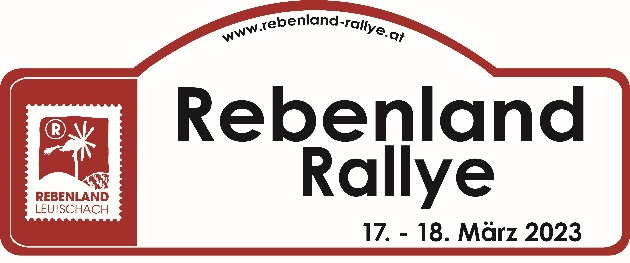 www.rebenland-rallye.at
Rebenland
Rallye
®
REBENLAND
LEUTSCHACH
17. - 18. März 2023